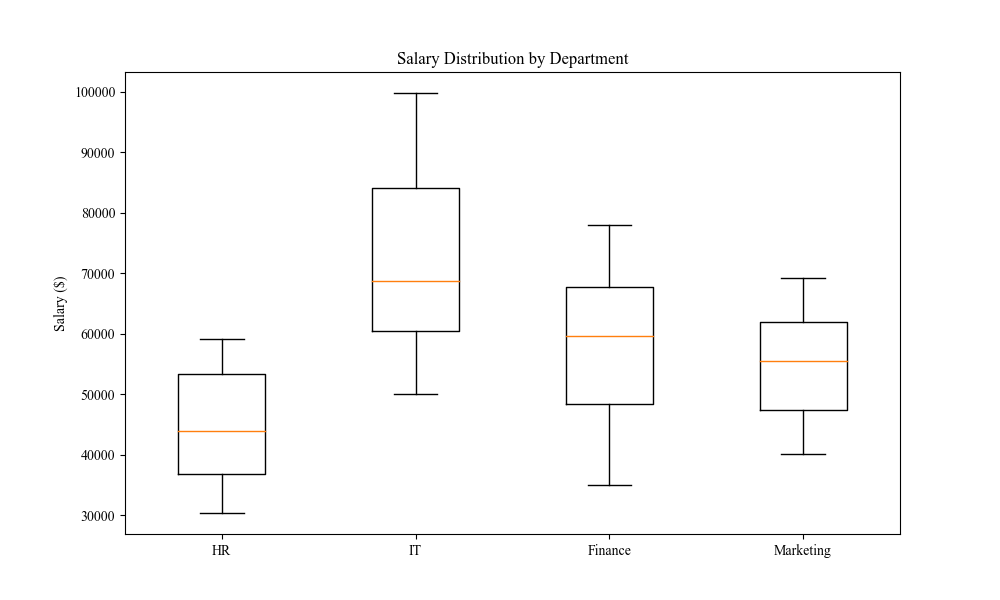 Salary Distribution by Department
Salary ($)
100000
90000
80000
70000
60000
50000
40000
30000
HR
IT
Finance
Marketing